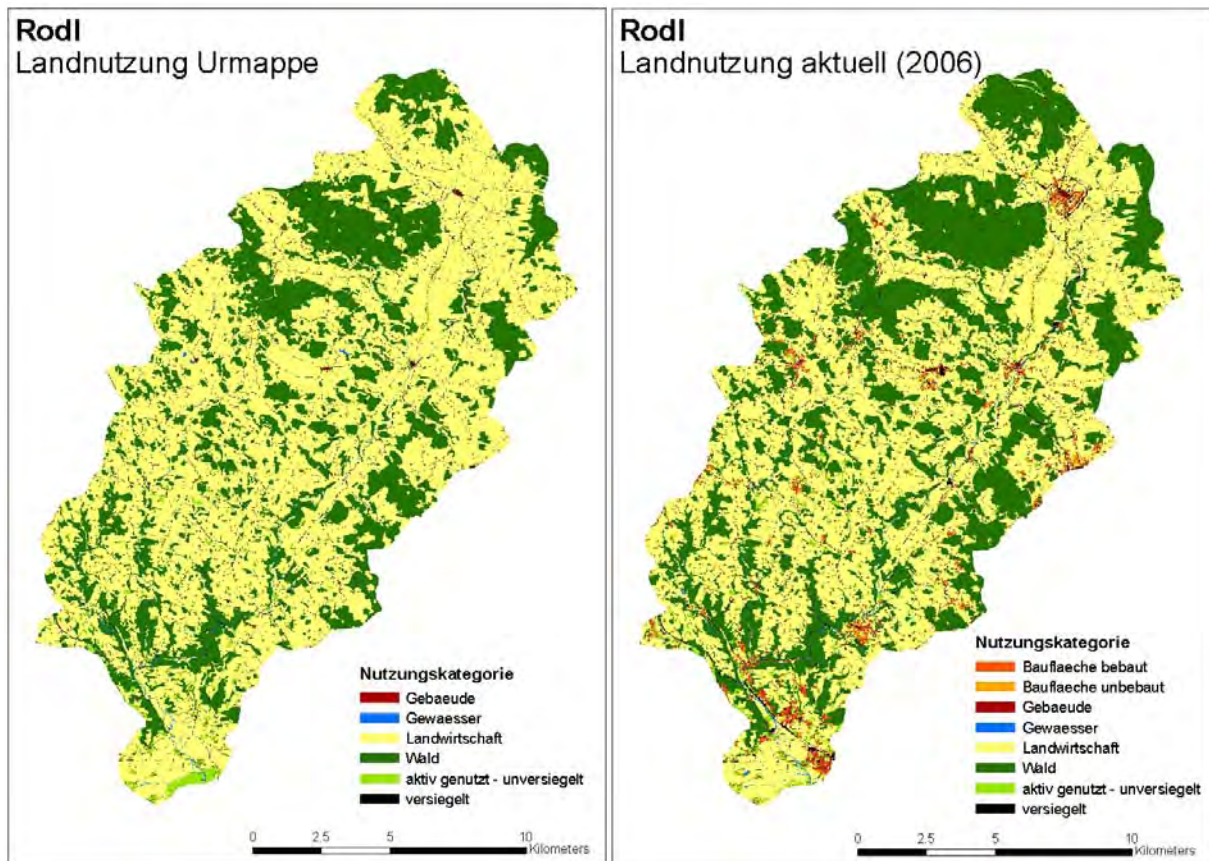 Rodl
Landnutzung Urmappe
Nutzungskategorie
Gebaeude
Gewaesser
Landwirtschaft
Wald
aktiv genutzt - unversiegelt
versiegelt
0 2.5 5 10
Kilometers
Rodl
Landnutzung aktuell (2006)
Nutzungskategorie
Bauflaeche bebaut
Bauflaeche unbebaut
Gebaeude
Gewaesser
Landwirtschaft
Wald
aktiv genutzt - unversiegelt
versiegelt
0 2.5 5 10
Kilometers